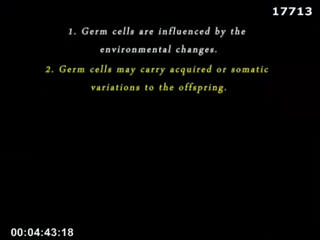 17713
1. Germ cells are influenced by the
environmental changes.
2. Germ cells may carry acquired or somatic
variations to the offspring.
00:04:43:18